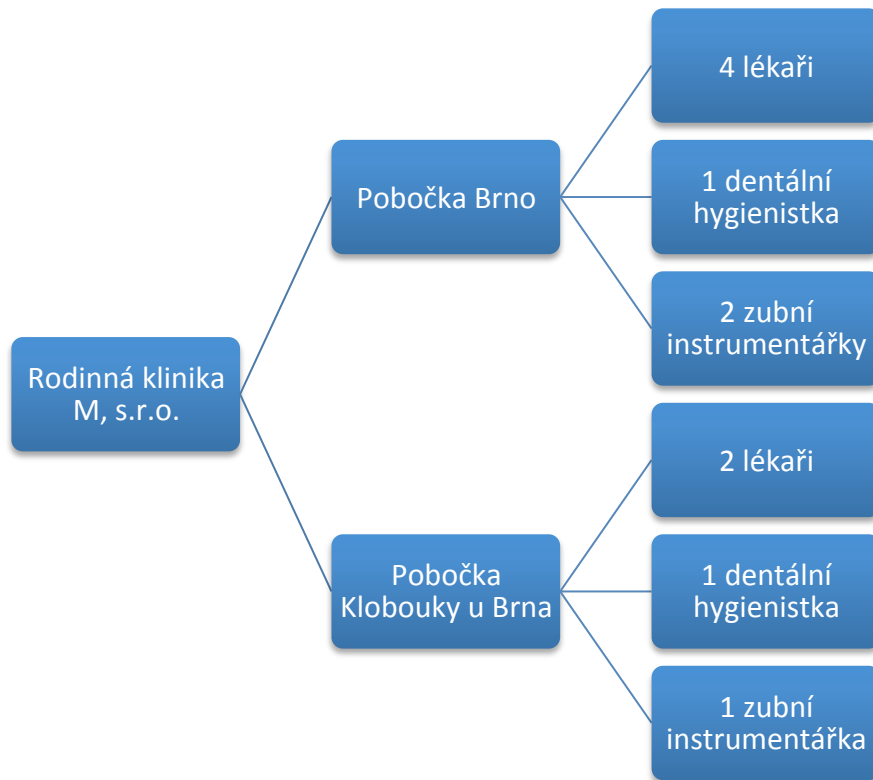 Rodinná klinika
M, s.r.o.
Pobočka Brno
4 lékaři
1 dentální
hygienistka
2 zubní
instrumentářky
Pobočka
Klobouky u Brna
2 lékaři
1 dentální
hygienistka
1 zubní
instrumentářka